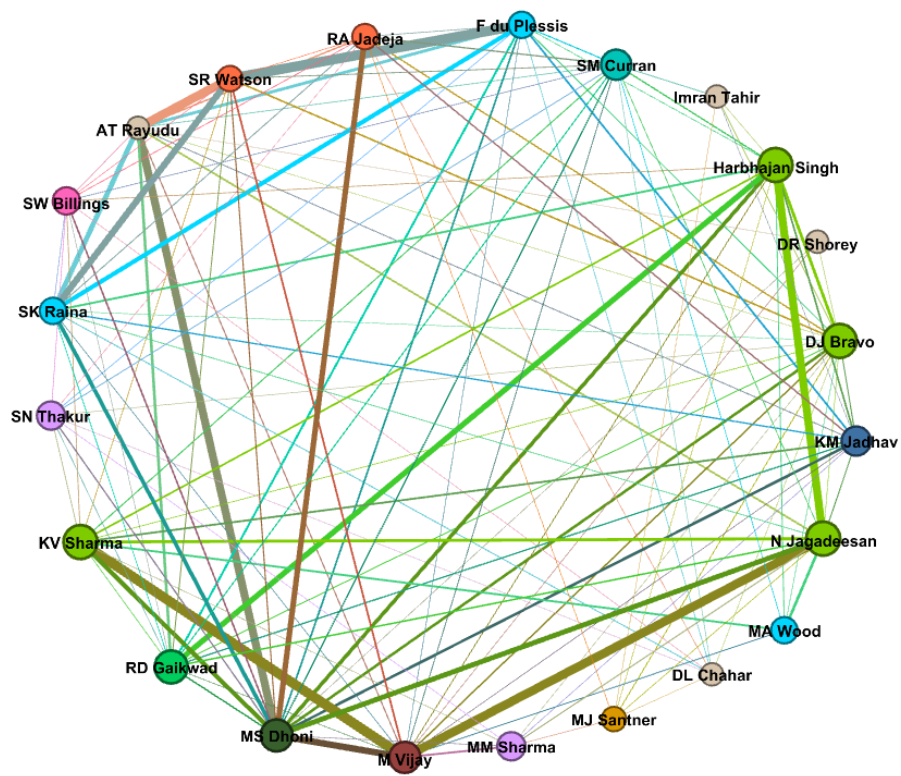 F du Plessis
RA Jadeja
SM Curran
SR Watson
Imran Tahir
AT Rayudu
Harbhajan Singh
SW Billings
DR Shorey
SK Raina
DJ Bravo
SN Thakur
KM Jadhav
KV Sharma
N Jagadeesan
MA Wood
RD Gaikwad
DL Chahar
MJ Santner
MS Dhoni
MM Sharma
M Vijay